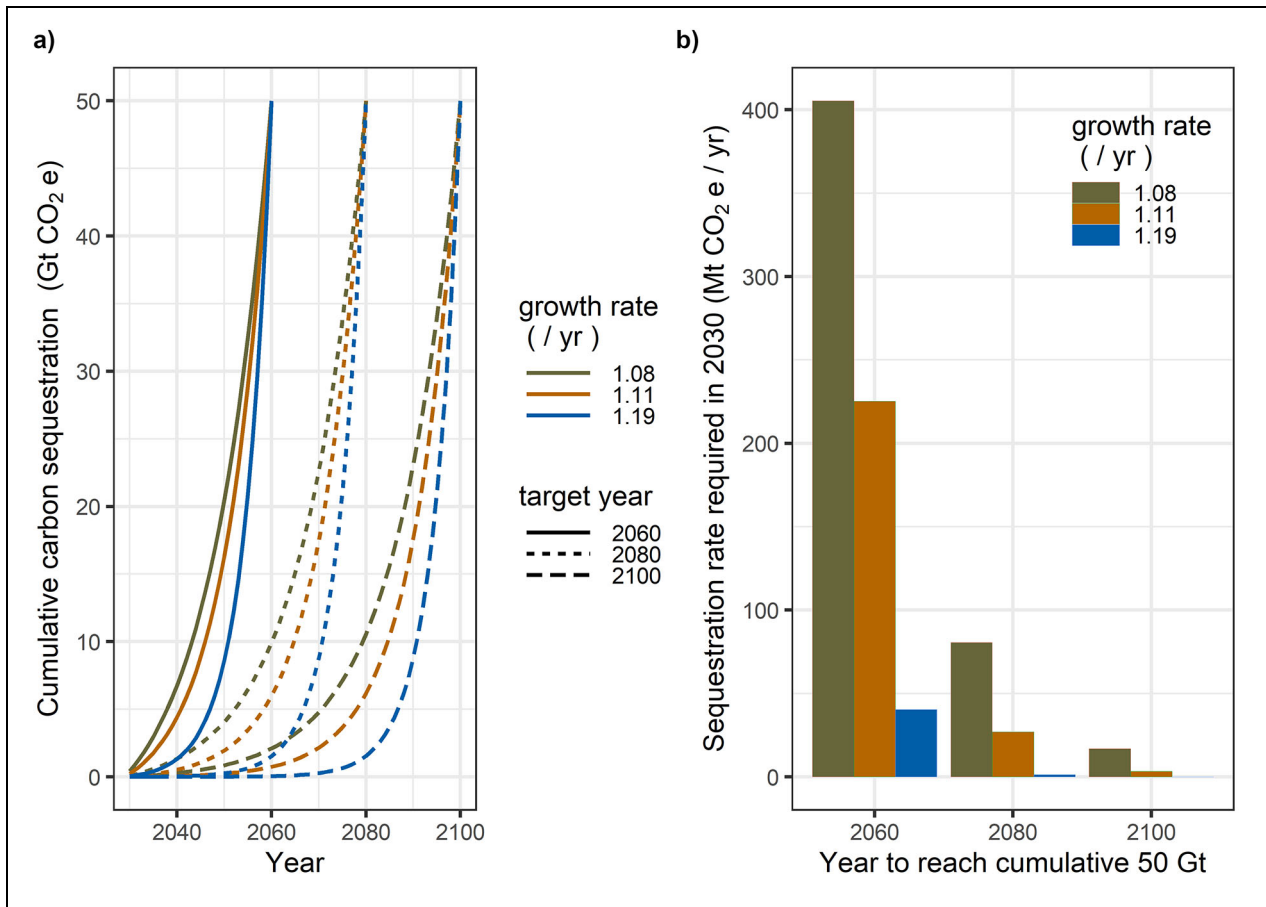 a)
Cumulative carbon sequestration (Gt CO₂ e)
50
40
30
20
10
0
2040
2060
2080
2100
Year
growth rate
( / yr )
1.08
1.11
1.19
target year
2060
2080
2100
b)
Sequestration rate required in 2030 (Mt CO₂ e / yr)
400
300
200
100
0
growth rate
( / yr )
1.08
1.11
1.19
2060
2080
2100
Year to reach cumulative 50 Gt